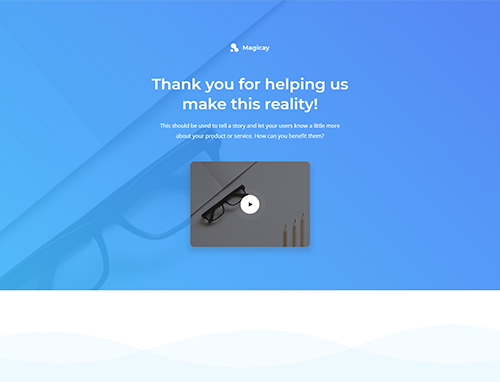 Magicay
Thank you for helping us
make this reality!
This should be used to tell a story and let your users know a little more
about your product or service. How can you benefit them?